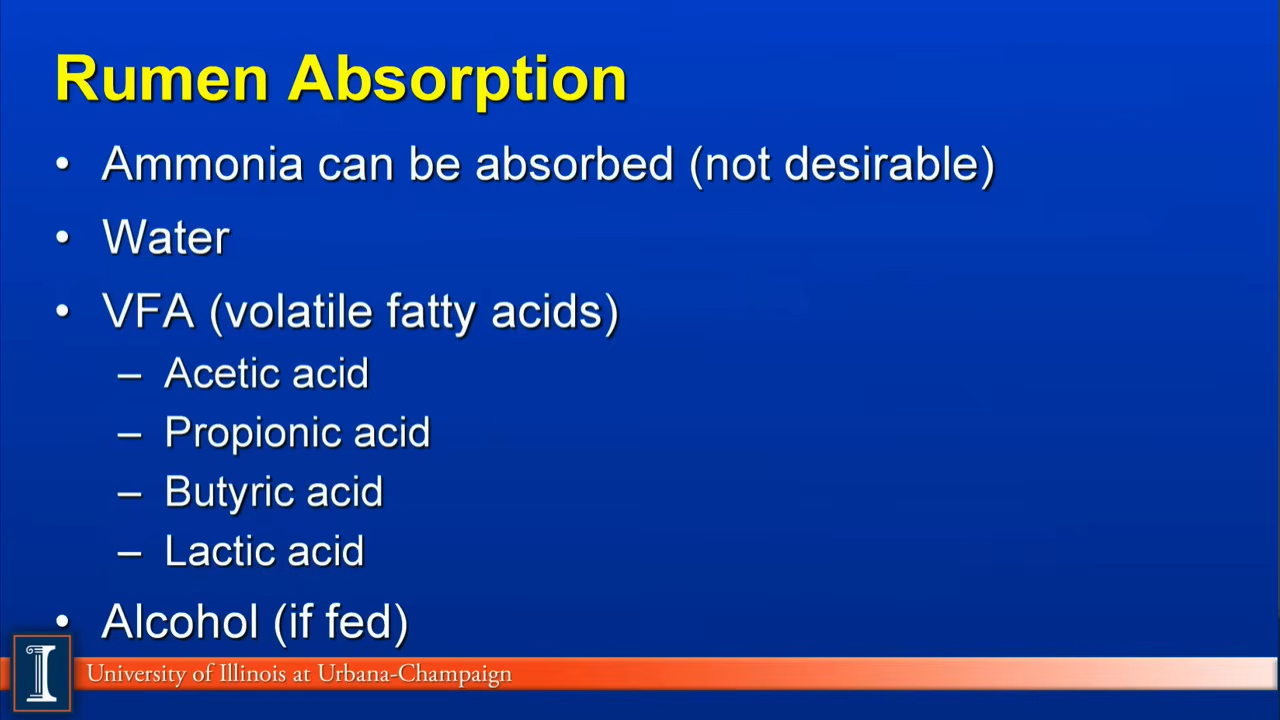 Rumen Absorption
• Ammonia can be absorbed (not desirable)
• Water
• VFA (volatile fatty acids)
– Acetic acid
– Propionic acid
– Butyric acid
– Lactic acid
• Alcohol (if fed)
I
University of Illinois at Urbana-Champaign